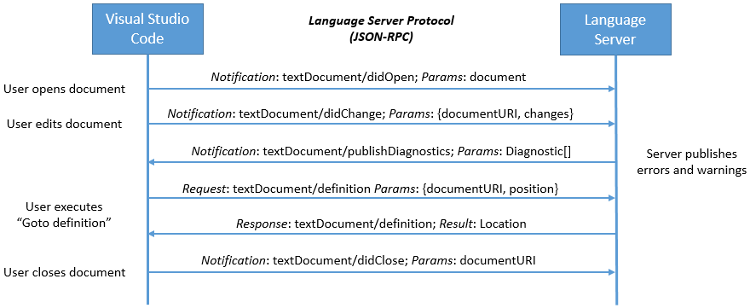 Visual Studio
Code
Language Server Protocol
(JSON-RPC)
Language
Server
User opens document
Notification: textDocument/didOpen; Params: document
User edits document
Notification: textDocument/didChange; Params: {documentURI, changes}
Notification: textDocument/publishDiagnostics; Params: Diagnostic[]
Server publishes
errors and warnings
User executes
“Goto definition”
Request: textDocument/definition Params: {documentURI, position}
Response: textDocument/definition; Result: Location
User closes document
Notification: textDocument/didClose; Params: documentURI